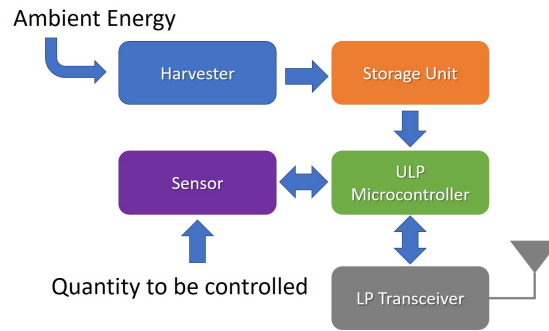 Ambient Energy
Harvester
Storage Unit
Sensor
ULP
Microcontroller
Quantity to be controlled
LP Transceiver